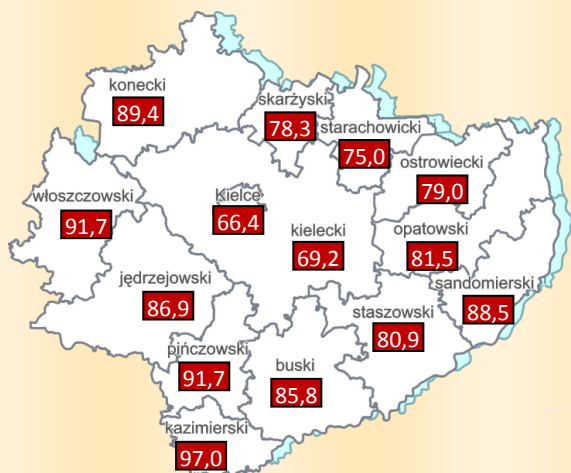 konecki
89,4
skarżyski
78,3
starachowicki
75,0
ostrowiecki
79,0
włoszczowski
91,7
Kielce
66,4
kielecki
69,2
opatowski
81,5
sandomierski
88,5
jędrzejowski
86,9
staszowski
80,9
pińczowski
91,7
buski
85,8
kazimierski
97,0